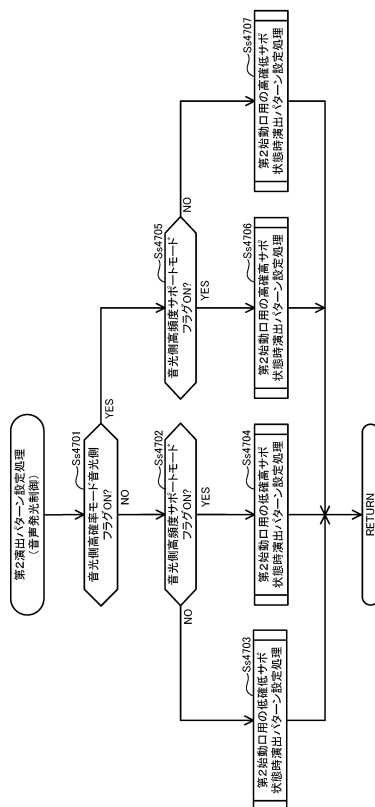 第2演出パターン設定処理
(音声発光制御)
Ss4701
音光側高確率モード音光側
フラグON?
YES
NO
Ss4702
音光側高頻度サポートモード
フラグON?
NO
YES
Ss4705
音光側高頻度サポートモード
フラグON?
NO
YES
Ss4703
第2始動口用の低確低サポ
状態時演出パターン設定処理
Ss4704
第2始動口用の低確高サポ
状態時演出パターン設定処理
Ss4706
第2始動口用の高確高サポ
状態時演出パターン設定処理
Ss4707
第2始動口用の高確低サポ
状態時演出パターン設定処理
RETURN